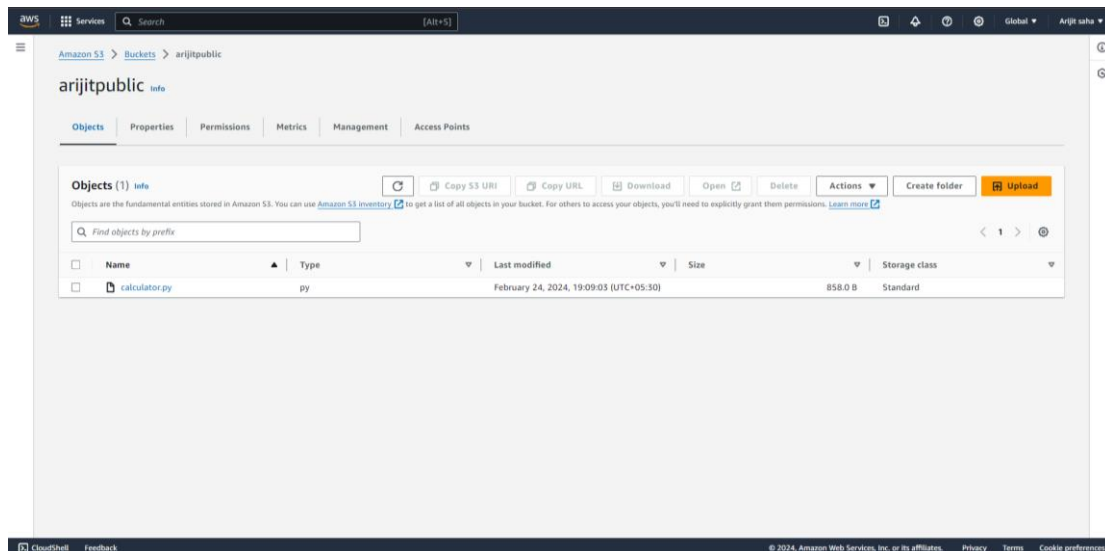 aws Services Search [Alt+S] Global Arijit saha
Amazon S3 > Buckets > arijitpublic
arijitpublic Info
Objects Properties Permissions Metrics Management Access Points
Objects (1) Info Copy S3 URI Copy URL Download Open Delete Actions Create folder Upload
Objects are the fundamental entities stored in Amazon S3. You can use Amazon S3 inventory to get a list of all objects in your bucket. For others to access your objects, you'll need to explicitly grant them permissions. Learn more
Find objects by prefix < 1 >
Name Type Last modified Size Storage class
calculator.py py February 24, 2024, 19:09:03 (UTC+05:30) 858.0 B Standard
CloudShell Feedback © 2024, Amazon Web Services, Inc. or its affiliates. Privacy Terms Cookie preferences